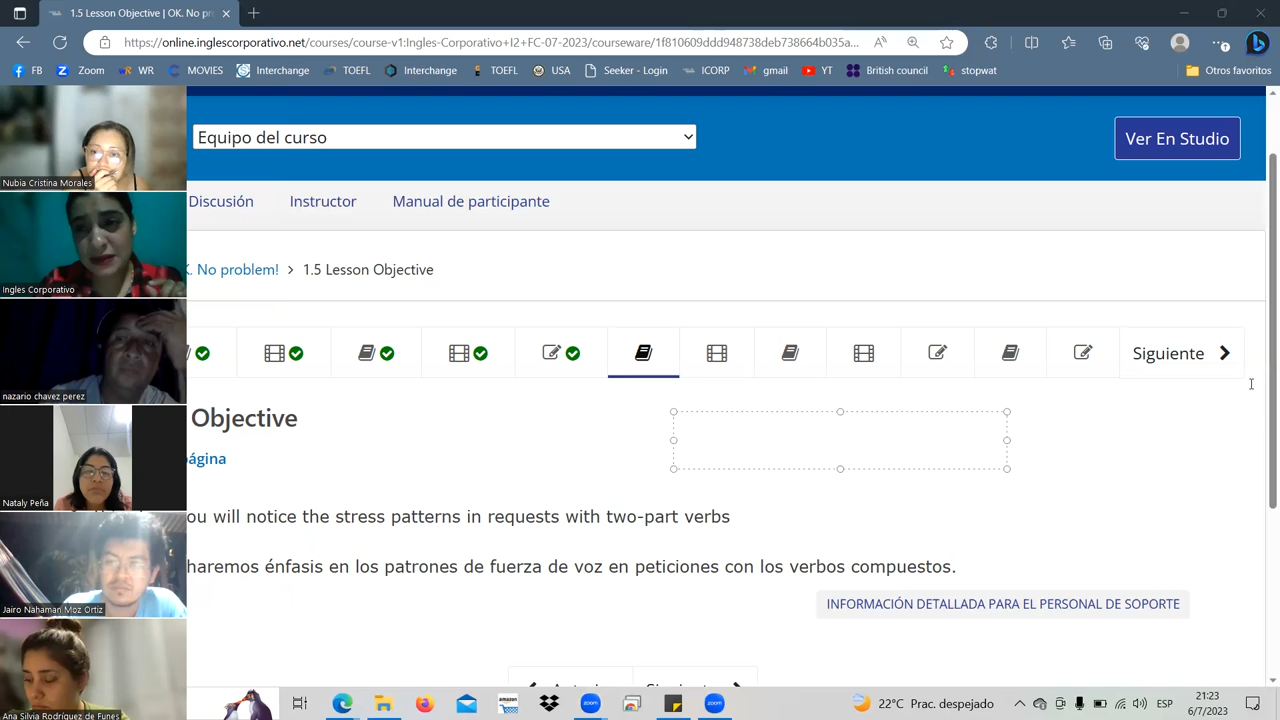 1.5 Lesson Objective | OK. No pr
https://online.inglescorporativo.net/courses/course-v1:Ingles-Corporativo+I2+FC-07-2023/courseware/1f810609ddd948738deb738664b035a...
FB Zoom WR MOVIES Interchange TOEFL Interchange TOEFL USA Seeker - Login ICORP gmail YT British council stopwat Otros favoritos
Equipo del curso
Ver En Studio
Discusión Instructor Manual de participante
K. No problem! > 1.5 Lesson Objective
Siguiente
Objective
página
ou will notice the stress patterns in requests with two-part verbs
haremos énfasis en los patrones de fuerza de voz en peticiones con los verbos compuestos.
INFORMACIÓN DETALLADA PARA EL PERSONAL DE SOPORTE
Nubia Cristina Morales
Ingles Corporativo
nazario chavez perez
Nataly Peña
Jairo Nahaman Moz Ortiz
Ana Silvia Rodríguez de Funes
amazon
zoom
zoom
22°C Prac. despejado
ESP
21:23
6/7/2023